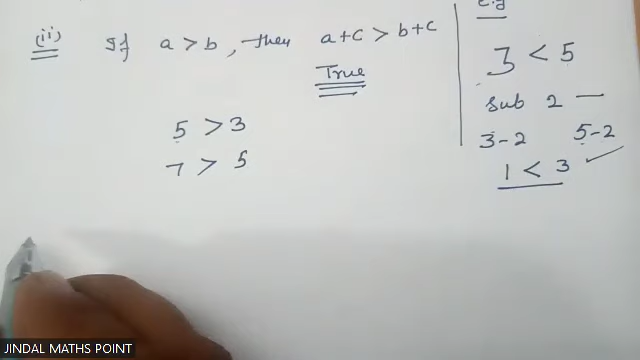 (ii) If a > b, then a+c > b+c
True
5 > 3
7 > 5
e.g
3 < 5
Sub 2 —
3-2 5-2
1 < 3 ✓
JINDAL MATHS POINT